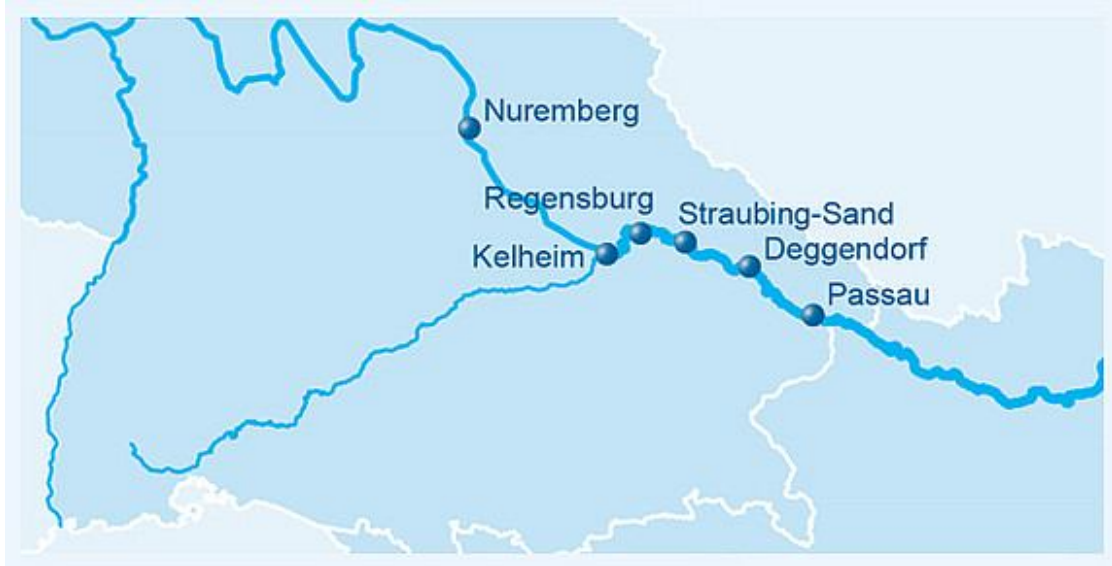 Nuremberg
Regensburg
Straubing-Sand
Kelheim
Deggendorf
Passau